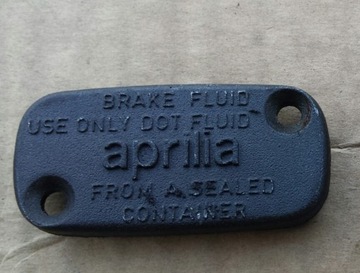 BRAKE FLUID
USE ONLY DOT FLUID
aprilia
FROM A SEALED
CONTAINER